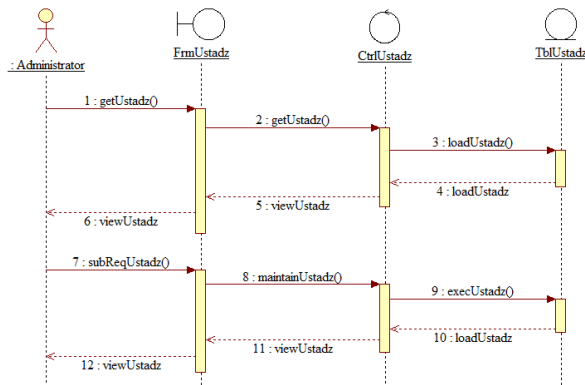 : Administrator
FrmUstadz
CtrlUstadz
TblUstadz
1 : getUstadz()
2 : getUstadz()
3 : loadUstadz()
4 : loadUstadz
5 : viewUstadz
6 : viewUstadz
7 : subReqUstadz()
8 : maintainUstadz()
9 : execUstadz()
10 : loadUstadz
11 : viewUstadz
12 : viewUstadz